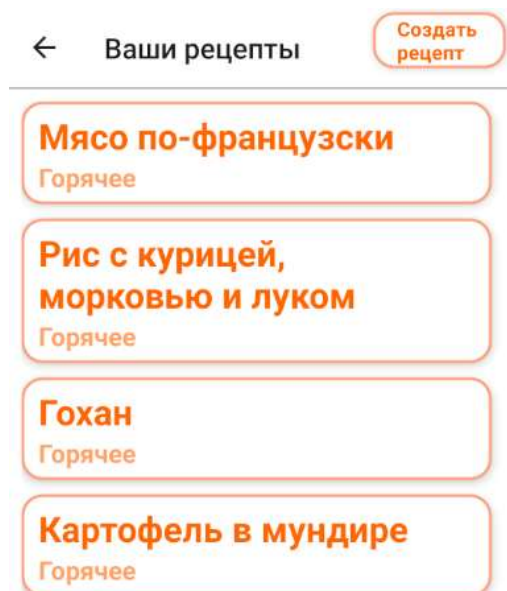 Ваши рецепты
Создать
рецепт
Мясо по-французски
Горячее
Рис с курицей,
морковью и луком
Горячее
Гохан
Горячее
Картофель в мундире
Горячее